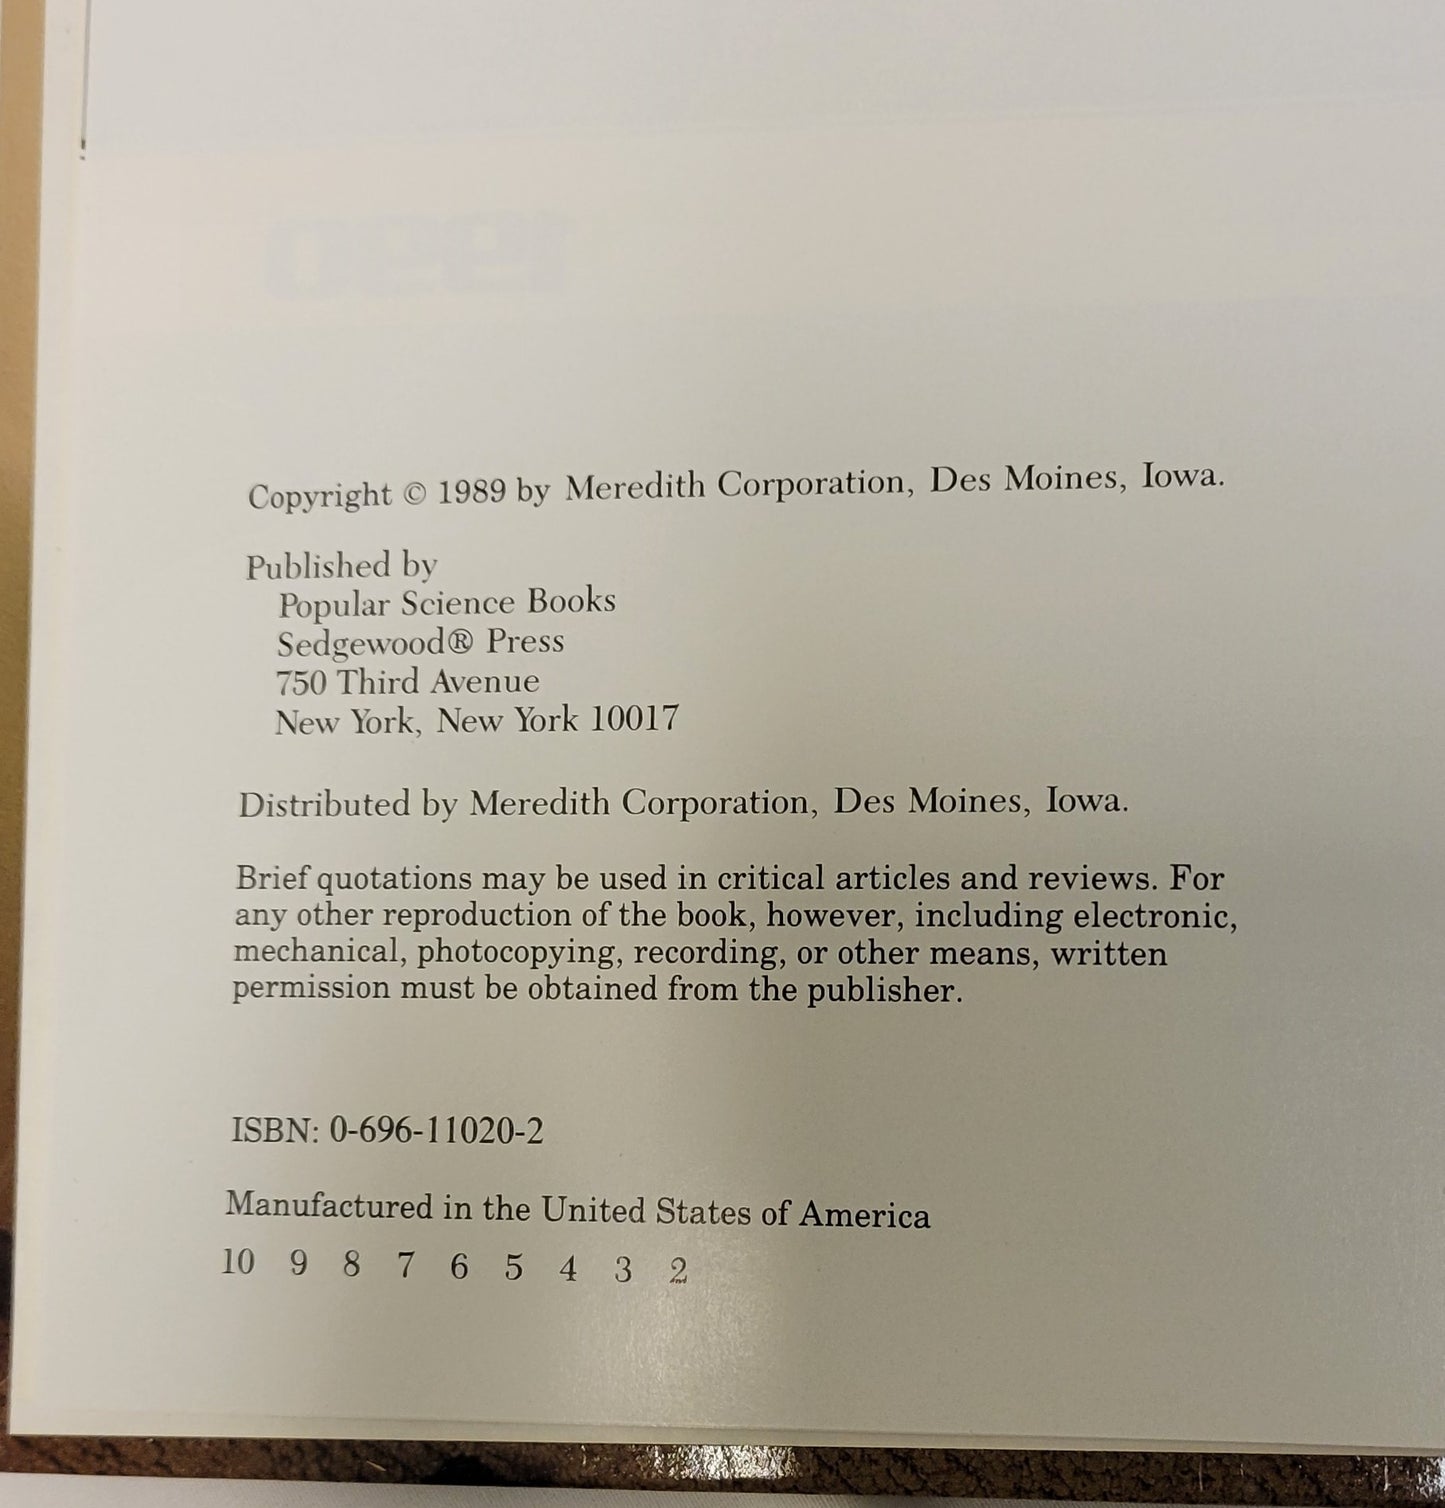 Copyright © 1989 by Meredith Corporation, Des Moines, Iowa.
Published by
Popular Science Books
Sedgewood® Press
750 Third Avenue
New York, New York 10017
Distributed by Meredith Corporation, Des Moines, Iowa.
Brief quotations may be used in critical articles and reviews. For
any other reproduction of the book, however, including electronic,
mechanical, photocopying, recording, or other means, written
permission must be obtained from the publisher.
ISBN: 0-696-11020-2
Manufactured in the United States of America
10 9 8 7 6 5 4 3 2